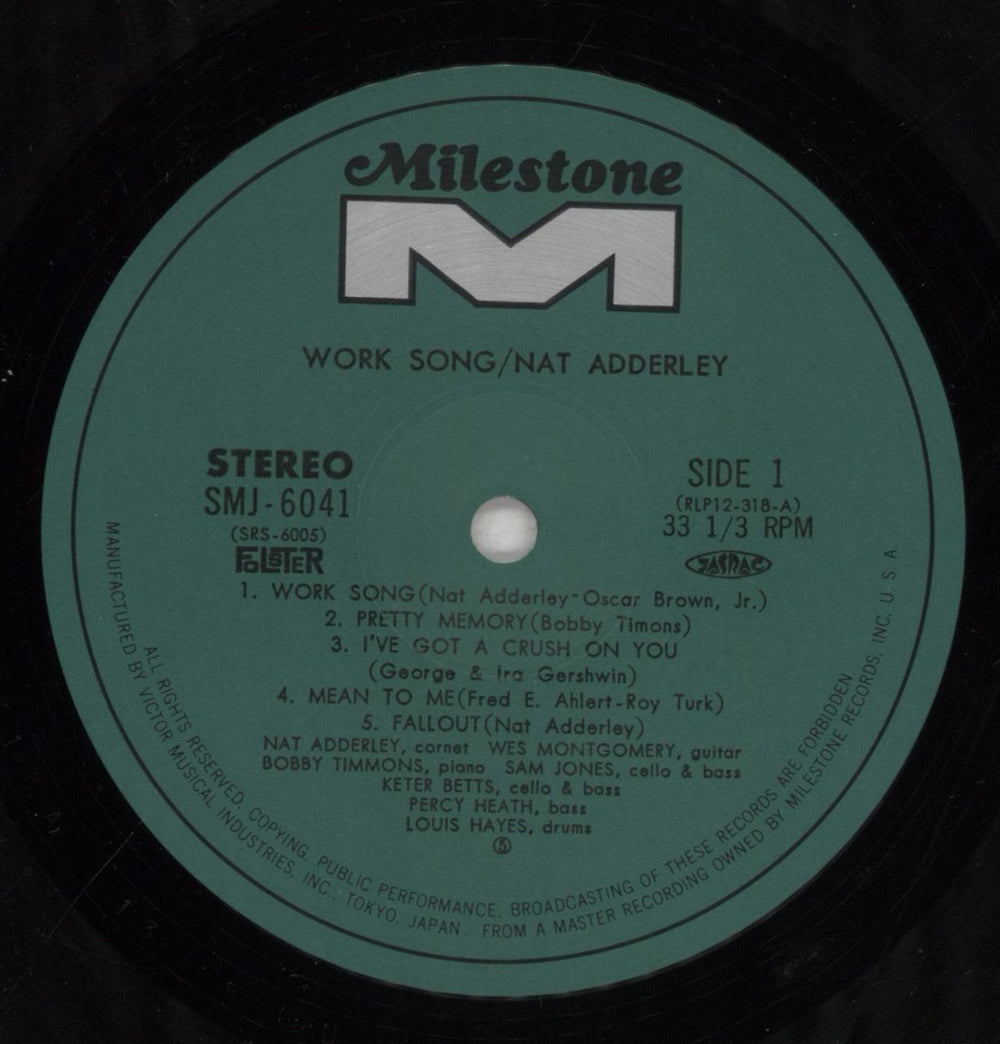 Milestone
WORK SONG/NAT ADDERLEY
STEREO
SMJ-6041
(SRS-6005)
FOLSTER
SIDE 1
(RLP12-318-A)
33 1/3 RPM
JASRAC
1. WORK SONG(Nat Adderley-Oscar Brown, Jr.)
2. PRETTY MEMORY(Bobby Timons)
3. I'VE GOT A CRUSH ON YOU
(George & Ira Gershwin)
4. MEAN TO ME(Fred E. Ahlert-Roy Turk)
5. FALLOUT(Nat Adderley)
NAT ADDERLEY, cornet WES MONTGOMERY, guitar
BOBBY TIMMONS, piano SAM JONES, cello & bass
KETER BETTS, cello & bass
PERCY HEATH, bass
LOUIS HAYES, drums
ALL RIGHTS RESERVED. COPYING, PUBLIC PERFORMANCE, BROADCASTING OF THESE RECORDS ARE FORBIDDEN
MANUFACTURED BY VICTOR MUSICAL INDUSTRIES, INC., TOKYO, JAPAN. FROM A MASTER RECORDING OWNED BY MILESTONE RECORDS, INC. U. S. A